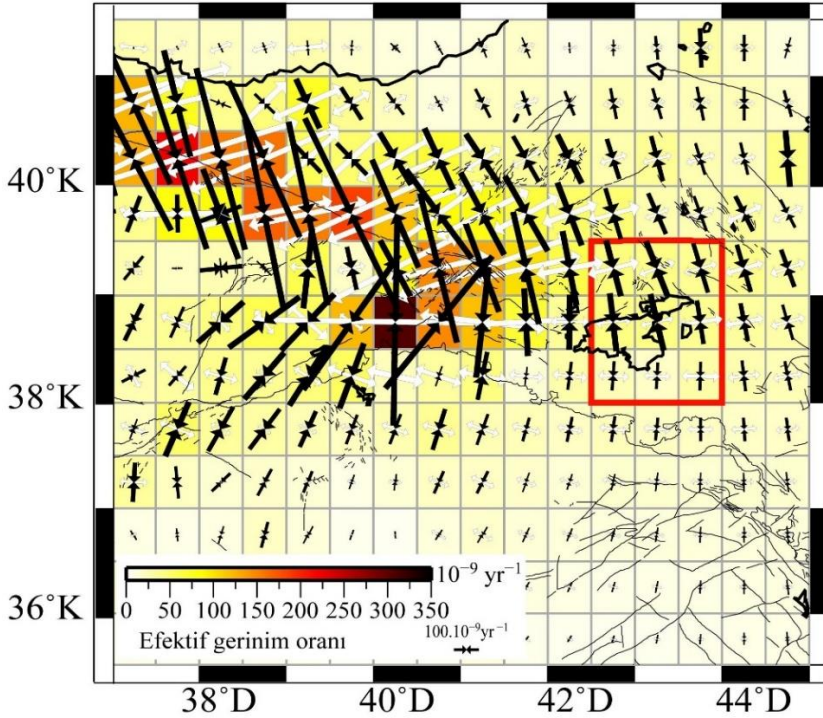 40°K
38°K
36°K
10⁻⁹ yr⁻¹
0 50 100 150 200 250 300 350
Efektif gerinim oranı
100.10⁻⁹yr⁻¹
38°D 40°D 42°D 44°D